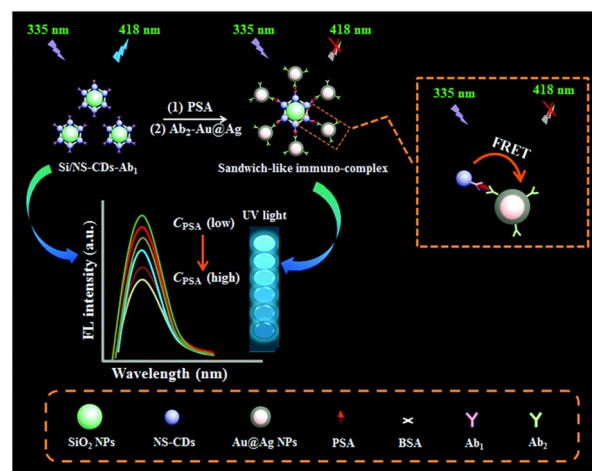 335 nm
418 nm
335 nm
418 nm
(1) PSA
(2) Ab₂-Au@Ag
Si/NS-CDs-Ab₁
Sandwich-like immuno-complex
335 nm
418 nm
FRET
FL intensity (a.u.)
C_PSA (low)
C_PSA (high)
UV light
Wavelength (nm)
SiO₂ NPs
NS-CDs
Au@Ag NPs
PSA
BSA
Ab₁
Ab₂